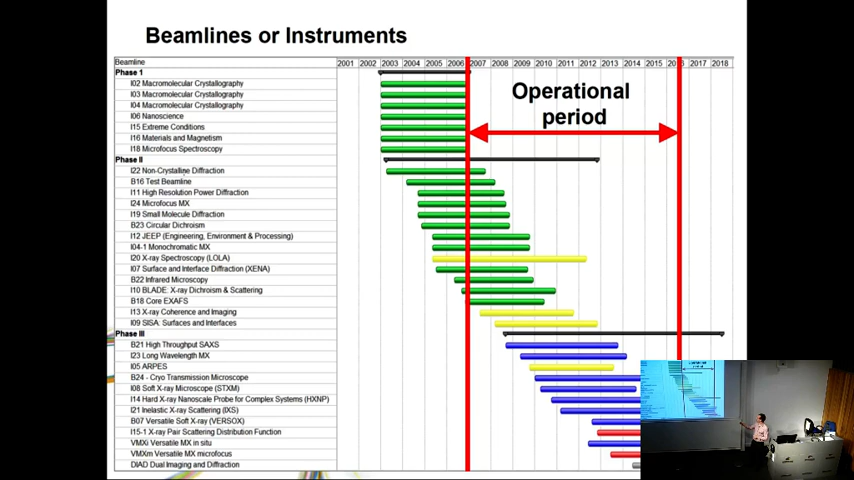 Beamlines or Instruments
Beamline 2001 2002 2003 2004 2005 2006 2007 2008 2009 2010 2011 2012 2013 2014 2015 2017 2018
Phase 1
I02 Macromolecular Crystallography
I03 Macromolecular Crystallography
I04 Macromolecular Crystallography
I06 Nanoscience
I15 Extreme Conditions
I16 Materials and Magnetism
I18 Microfocus Spectroscopy
Operational
period
Phase II
I22 Non-Crystalline Diffraction
B16 Test Beamline
I11 High Resolution Power Diffraction
I24 Microfocus MX
I19 Small Molecule Diffraction
B23 Circular Dichroism
I12 JEEP (Engineering, Environment & Processing)
I04-1 Monochromatic MX
I20 X-ray Spectroscopy (LOLA)
I07 Surface and Interface Diffraction (XENA)
B22 Infrared Microscopy
I10 BLADE: X-ray Dichroism & Scattering
B18 Core EXAFS
I13 X-ray Coherence and Imaging
I09 SISA: Surfaces and Interfaces
Phase III
B21 High Throughput SAXS
I23 Long Wavelength MX
I05 ARPES
B24 - Cryo Transmission Microscope
I08 Soft X-ray Microscope (STXM)
I14 Hard X-ray Nanoscale Probe for Complex Systems (HXNP)
I21 Inelastic X-ray Scattering (IXS)
B07 Versatile Soft X-ray (VERSOX)
I15-1 X-ray Pair Scattering Distribution Function
VMXi Versatile MX in situ
VMXm Versatile MX microfocus
DIAD Dual Imaging and Diffraction